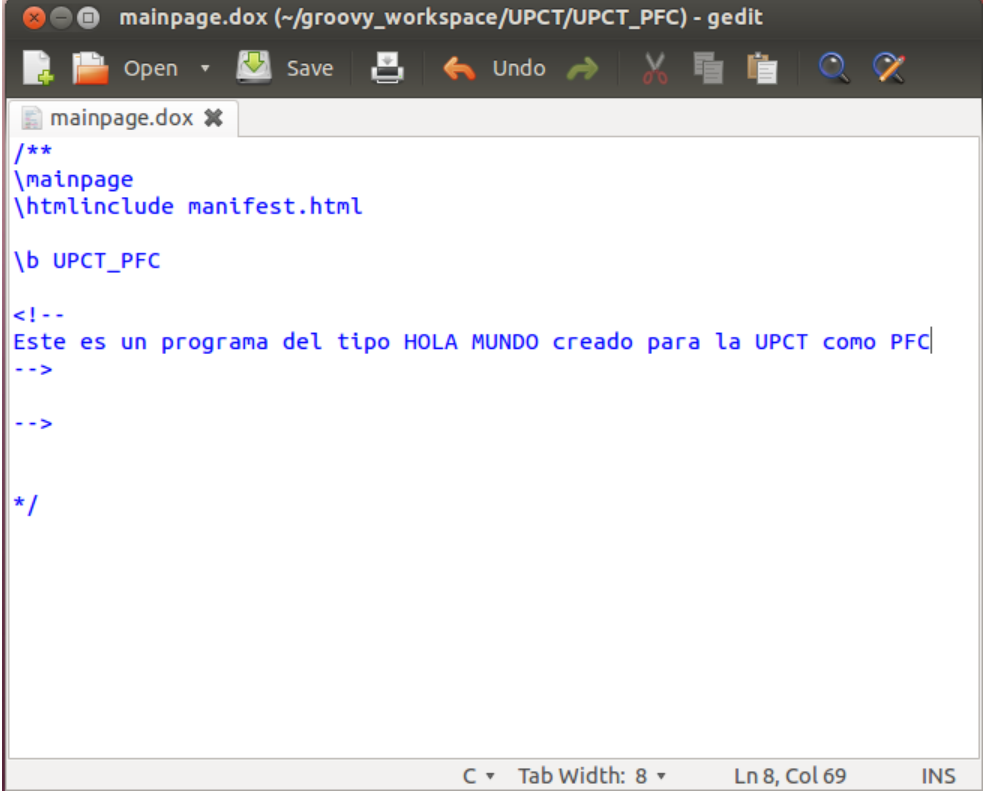 mainpage.dox (~/groovy_workspace/UPCT/UPCT_PFC) - gedit
Open Save Undo
mainpage.dox
/**
\mainpage
\htmlinclude manifest.html
\b UPCT_PFC
<!--
Este es un programa del tipo HOLA MUNDO creado para la UPCT como PFC
-->
-->
*/
C Tab Width: 8 Ln 8, Col 69 INS